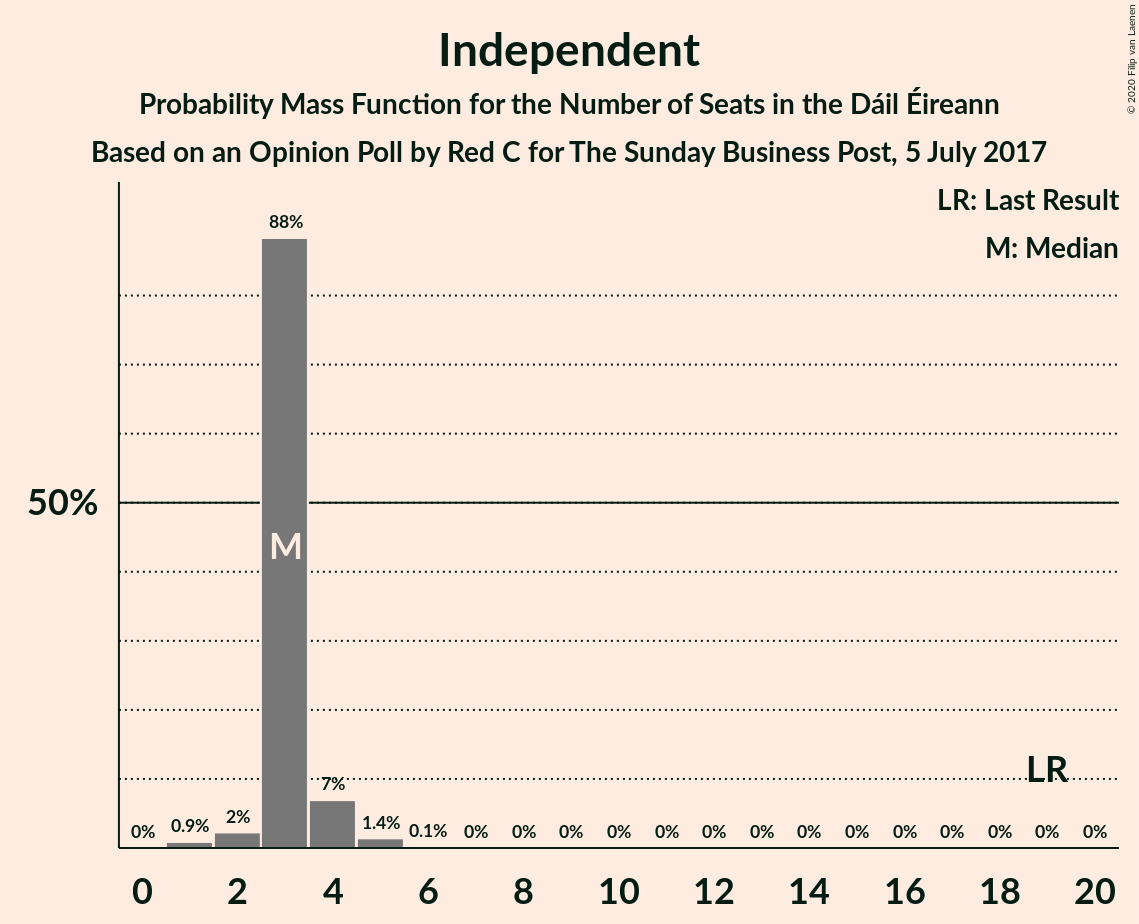 Independent
Probability Mass Function for the Number of Seats in the Dáil Éireann
Based on an Opinion Poll by Red C for The Sunday Business Post, 5 July 2017
© 2020 Filip van Laenen
LR: Last Result
M: Median
50%
0% 0.9% 2% 88% 7% 1.4% 0.1% 0% 0% 0% 0% 0% 0% 0% 0% 0% 0% 0% 0% 0% 0%
M
LR
0 2 4 6 8 10 12 14 16 18 20